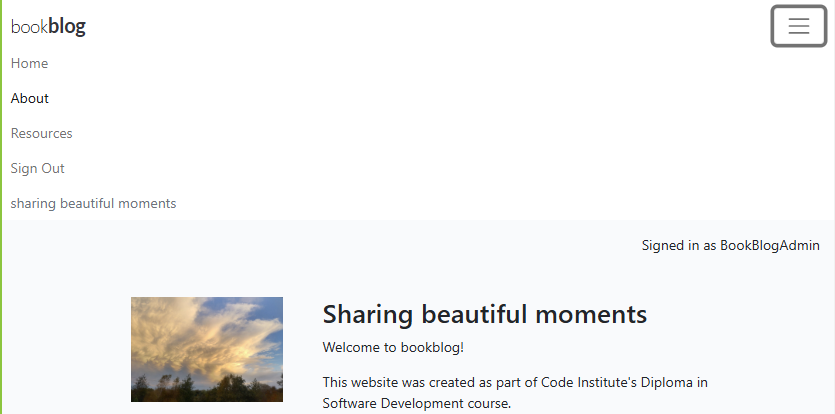 bookblog
Home
About
Resources
Sign Out
sharing beautiful moments
Signed in as BookBlogAdmin
Sharing beautiful moments
Welcome to bookblog!
This website was created as part of Code Institute's Diploma in
Software Development course.